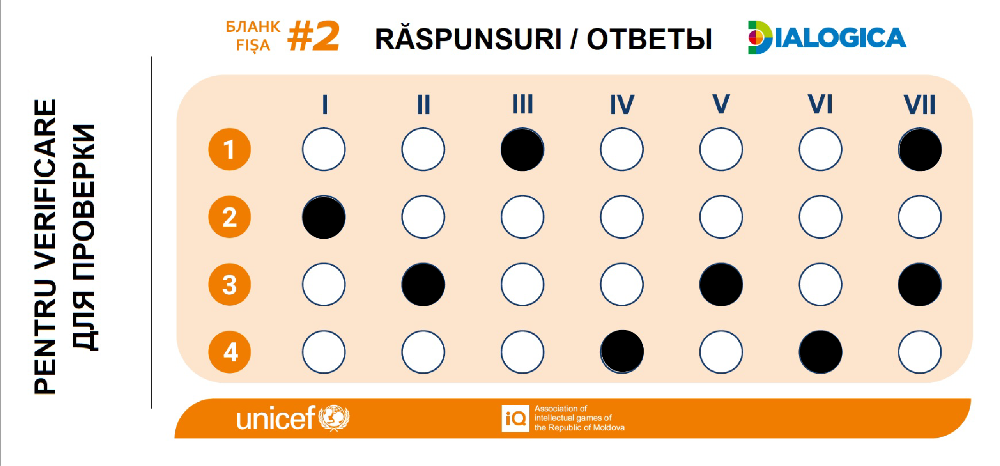 БЛАНК
FIȘA
#2
RĂSPUNSURI / ОТВЕТЫ
DIALOGICA
PENTRU VERIFICARE
ДЛЯ ПРОВЕРКИ
I II III IV V VI VII
1
2
3
4
unicef
iQ
Association of
intellectual games of
the Republic of Moldova